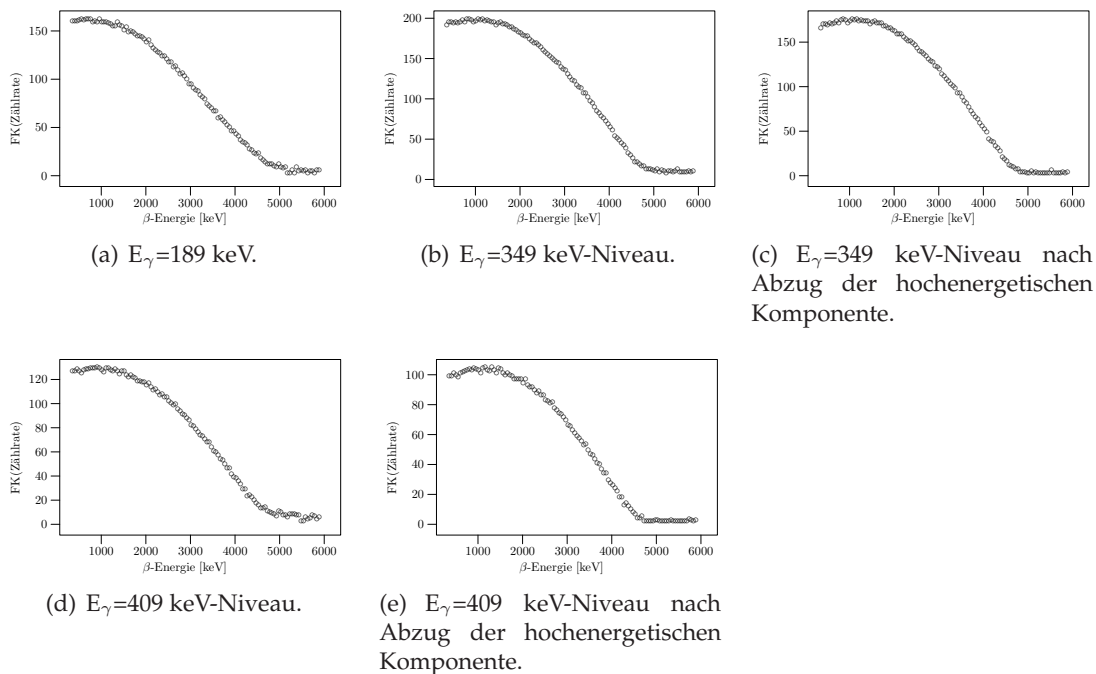 150
100
50
0
FK(Zählrate)
1000 2000 3000 4000 5000 6000
β-Energie [keV]
(a) Eγ=189 keV.
200
150
100
50
0
FK(Zählrate)
1000 2000 3000 4000 5000 6000
β-Energie [keV]
(b) Eγ=349 keV-Niveau.
150
100
50
0
FK(Zählrate)
1000 2000 3000 4000 5000 6000
β-Energie [keV]
(c) Eγ=349 keV-Niveau nach
Abzug der hochenergetischen
Komponente.
120
100
80
60
40
20
0
FK(Zählrate)
1000 2000 3000 4000 5000 6000
β-Energie [keV]
(d) Eγ=409 keV-Niveau.
100
80
60
40
20
0
FK(Zählrate)
1000 2000 3000 4000 5000 6000
β-Energie [keV]
(e) Eγ=409 keV-Niveau nach
Abzug der hochenergetischen
Komponente.